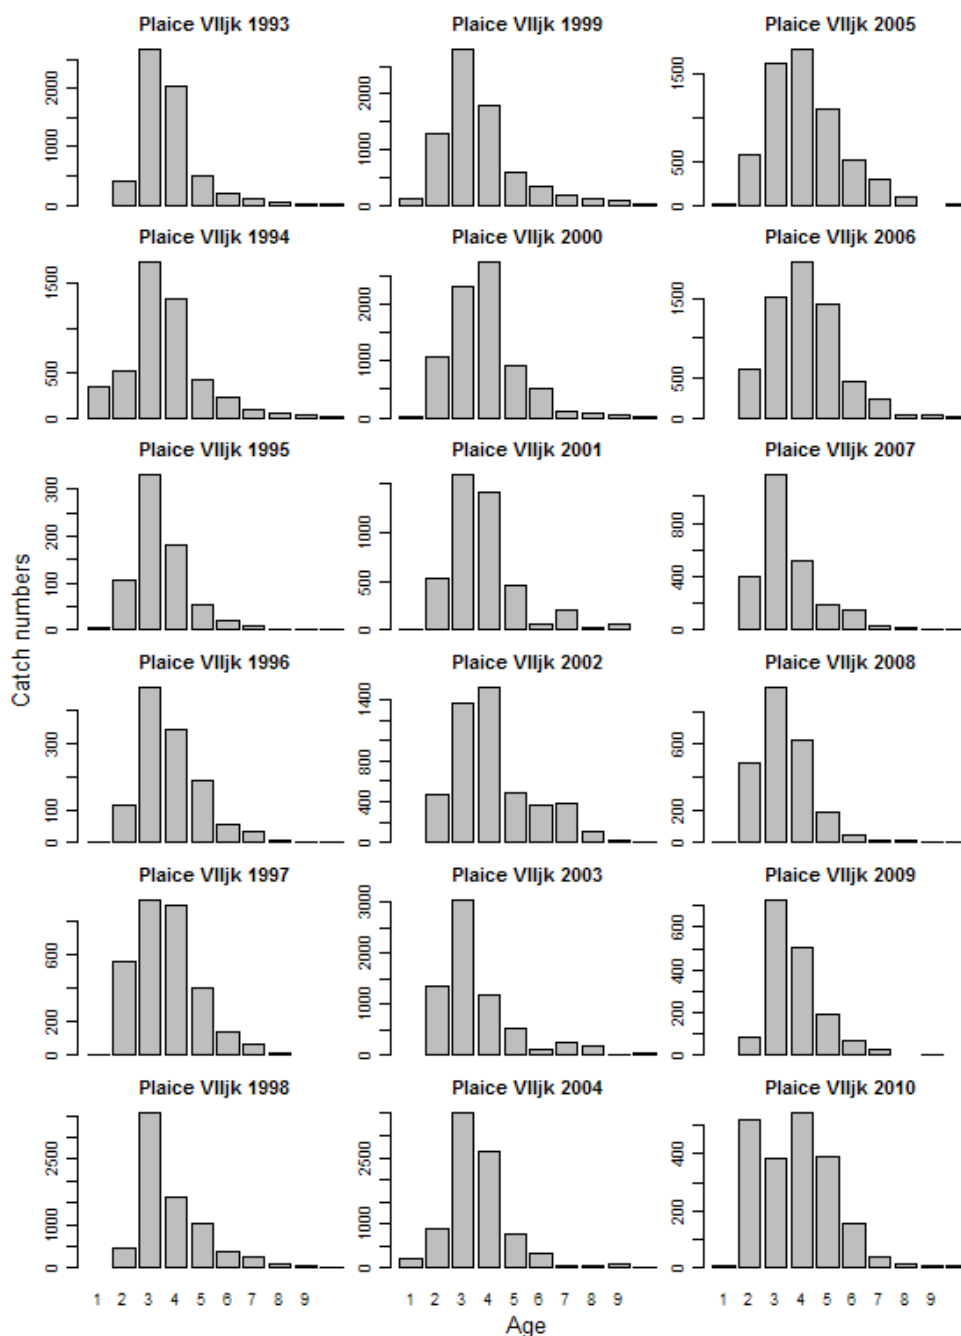 Plaice VIIjk 1993
Plaice VIIjk 1999
Plaice VIIjk 2005
0 1000 2000
0 1000 2000
0 500 1500
Plaice VIIjk 1994
Plaice VIIjk 2000
Plaice VIIjk 2006
0 500 1500
0 1000 2000
0 500 1500
Plaice VIIjk 1995
Plaice VIIjk 2001
Plaice VIIjk 2007
0 100 200 300
0 500 1000
0 400 800
Plaice VIIjk 1996
Plaice VIIjk 2002
Plaice VIIjk 2008
0 100 300
0 400 800 1400
0 200 600
Plaice VIIjk 1997
Plaice VIIjk 2003
Plaice VIIjk 2009
0 200 600
0 1000 2000 3000
0 200 400 600
Plaice VIIjk 1998
Plaice VIIjk 2004
Plaice VIIjk 2010
0 1000 2500
0 1000 2500
0 200 400
1 2 3 4 5 6 7 8 9
1 2 3 4 5 6 7 8 9
1 2 3 4 5 6 7 8 9
Catch numbers
Age